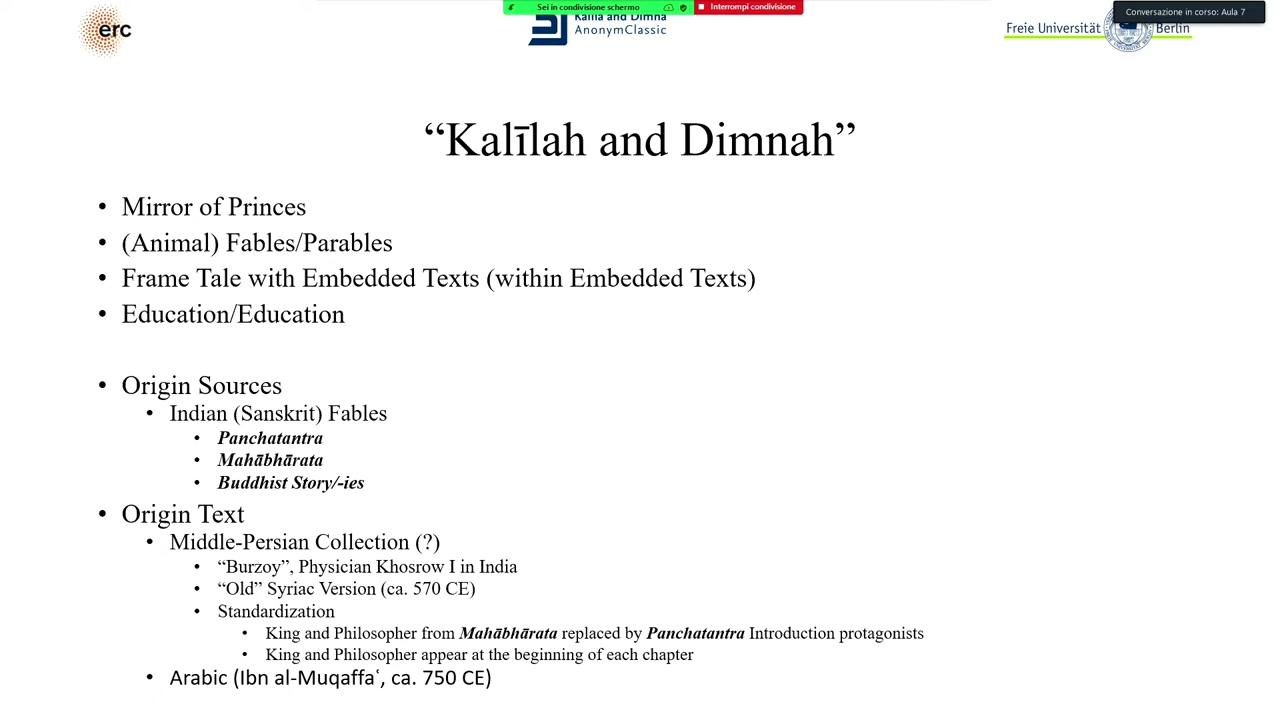 Sei in condivisione schermo
Interrompi condivisione
Conversazione in corso: Aula 7
erc
Kalīla and Dimna
AnonymClassic
Freie Universität Berlin
“Kalīlah and Dimnah”
• Mirror of Princes
• (Animal) Fables/Parables
• Frame Tale with Embedded Texts (within Embedded Texts)
• Education/Education
• Origin Sources
• Indian (Sanskrit) Fables
• Panchatantra
• Mahābhārata
• Buddhist Story/-ies
• Origin Text
• Middle-Persian Collection (?)
• “Burzoy”, Physician Khosrow I in India
• “Old” Syriac Version (ca. 570 CE)
• Standardization
• King and Philosopher from Mahābhārata replaced by Panchatantra Introduction protagonists
• King and Philosopher appear at the beginning of each chapter
• Arabic (Ibn al-Muqaffaʿ, ca. 750 CE)